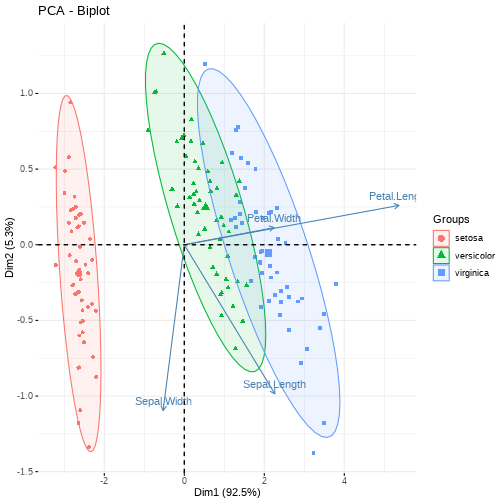 PCA - Biplot
1.0
0.5
0.0
-0.5
-1.0
-1.5
Dim2 (5.3%)
Petal.Leng
Petal.Width
Sepal.Length
Sepal.Width
-2
0
2
4
Dim1 (92.5%)
Groups
setosa
versicolor
virginica